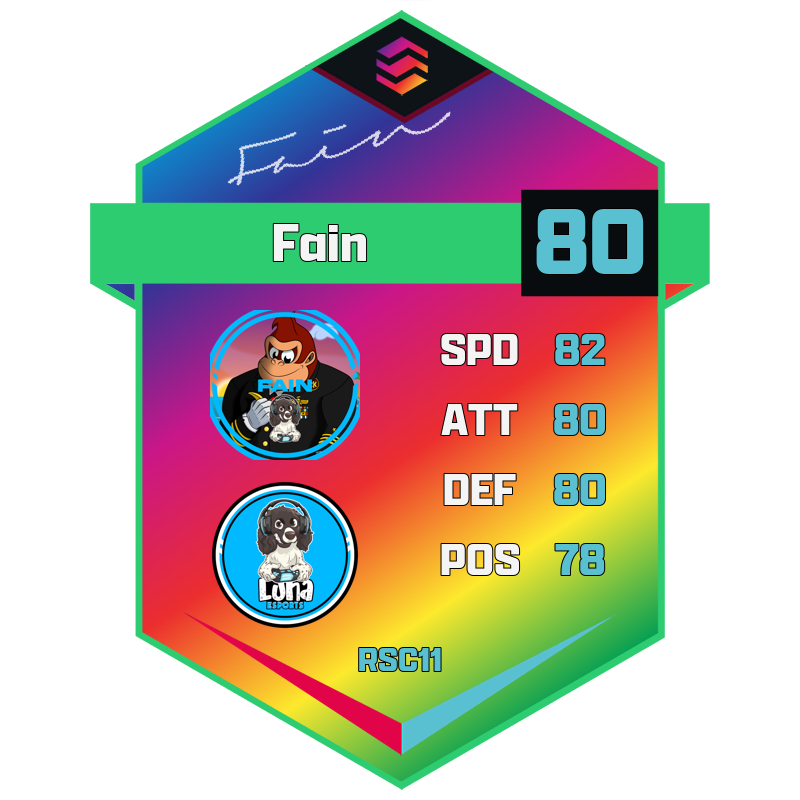 Fain
Fain
80
FAIN
SPD 82
ATT 80
DEF 80
POS 78
Luna
ESPORTS
RSC11